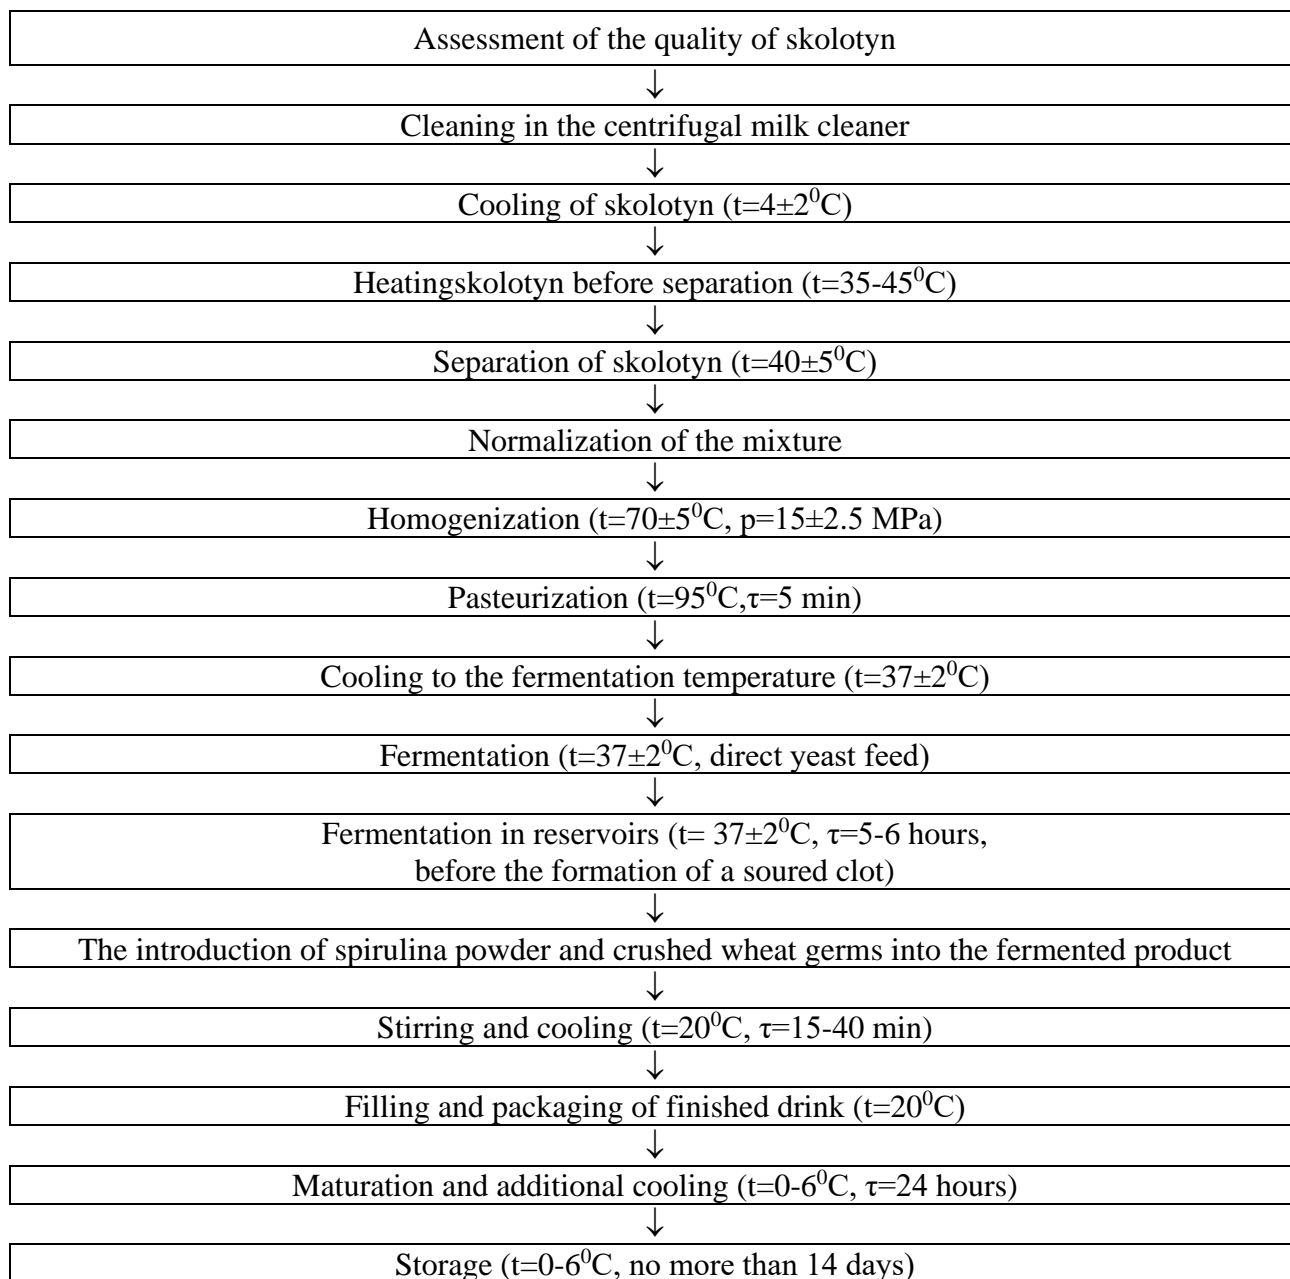 Assessment of the quality of skolotyn
↓
Cleaning in the centrifugal milk cleaner
↓
Cooling of skolotyn (t=4±2⁰C)
↓
Heatingskolotyn before separation (t=35-45⁰C)
↓
Separation of skolotyn (t=40±5⁰C)
↓
Normalization of the mixture
↓
Homogenization (t=70±5⁰C, p=15±2.5 MPa)
↓
Pasteurization (t=95⁰C,τ=5 min)
↓
Cooling to the fermentation temperature (t=37±2⁰C)
↓
Fermentation (t=37±2⁰C, direct yeast feed)
↓
Fermentation in reservoirs (t= 37±2⁰C, τ=5-6 hours,
before the formation of a soured clot)
↓
The introduction of spirulina powder and crushed wheat germs into the fermented product
↓
Stirring and cooling (t=20⁰C, τ=15-40 min)
↓
Filling and packaging of finished drink (t=20⁰C)
↓
Maturation and additional cooling (t=0-6⁰C, τ=24 hours)
↓
Storage (t=0-6⁰C, no more than 14 days)